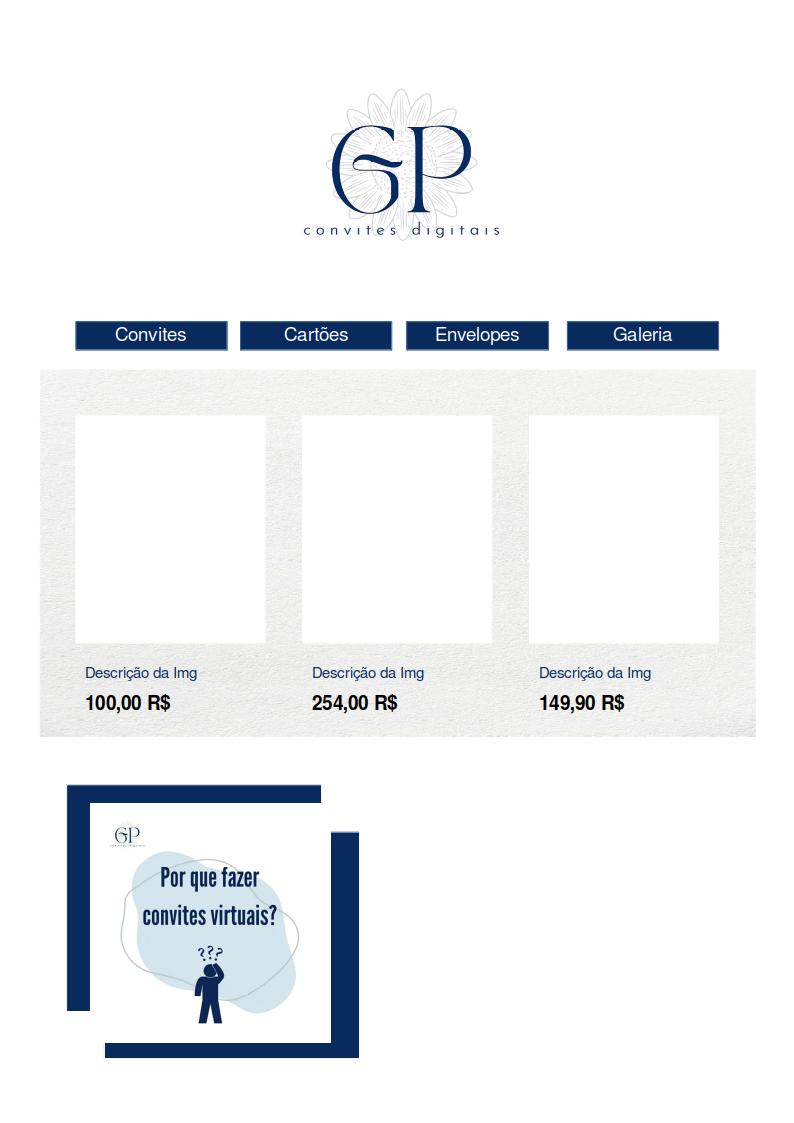 GP
convites digitais
Convites
Cartões
Envelopes
Galeria
Descrição da Img
100,00 R$
Descrição da Img
254,00 R$
Descrição da Img
149,90 R$
GP
convites digitais
Por que fazer
convites virtuais?
???